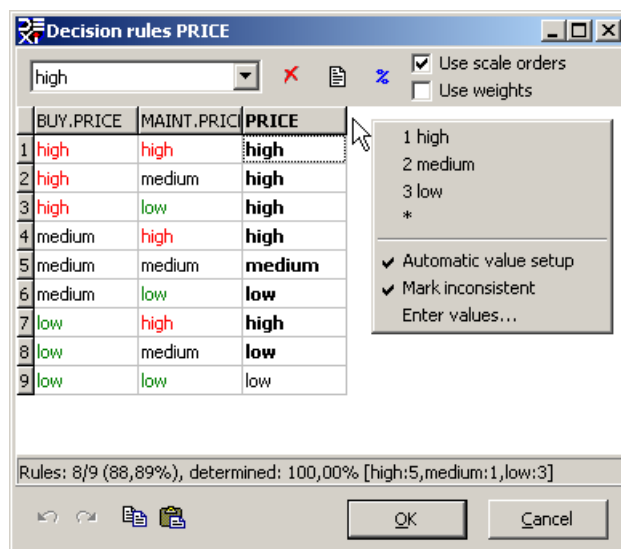 DEXi Decision rules PRICE
high
% Use scale orders
Use weights
BUY.PRICE MAINT.PRICI PRICE
1 high high high
2 high medium high
3 high low high
4 medium high high
5 medium medium medium
6 medium low low
7 low high high
8 low medium low
9 low low low
1 high
2 medium
3 low
*
Automatic value setup
Mark inconsistent
Enter values...
Rules: 8/9 (88,89%), determined: 100,00% [high:5,medium:1,low:3]
OK Cancel